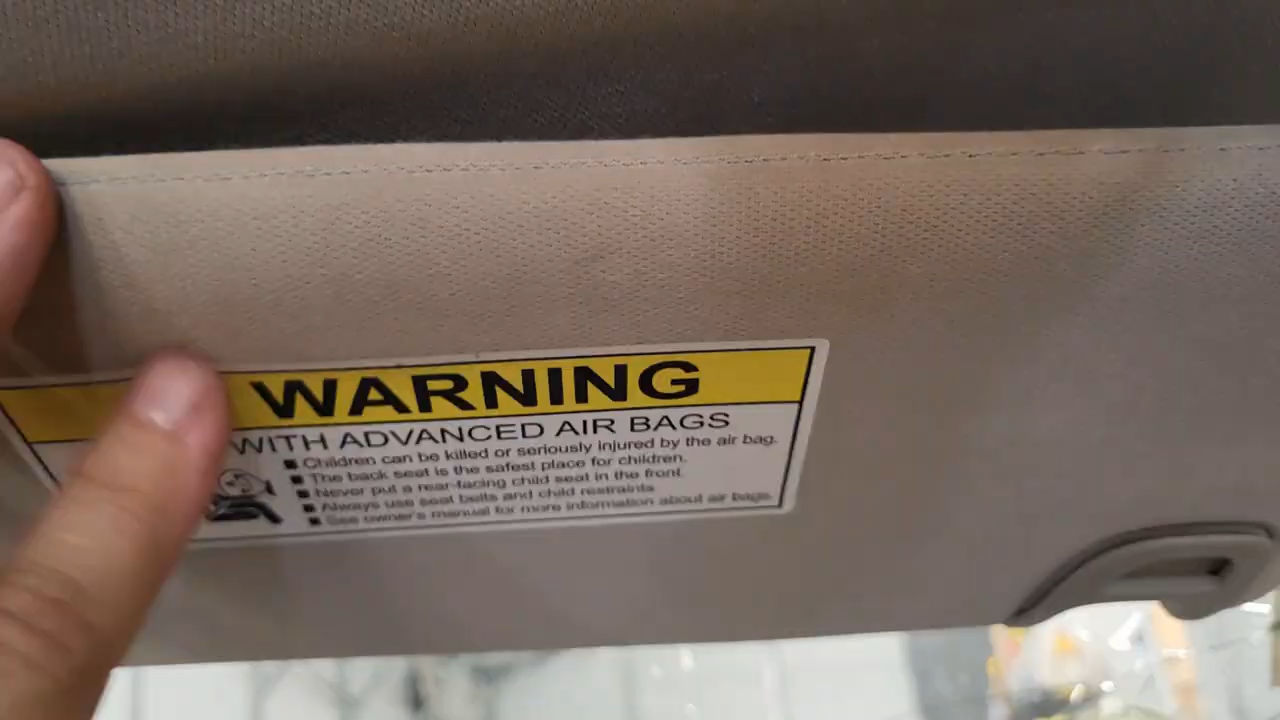 WARNING
WITH ADVANCED AIR BAGS
■ Children can be killed or seriously injured by the air bag.
■ The back seat is the safest place for children.
■ Never put a rear-facing child seat in the front.
■ Always use seat belts and child restraints.
■ See owner's manual for more information about air bags.